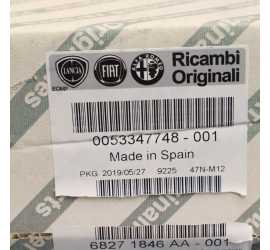 LANCIA FIAT ALFA ROMEO
Ricambi
Originali
0053347748 - 001
Made in Spain
PKG. 2019/05/27 9225 47N-M12
6827 1846 AA - 001